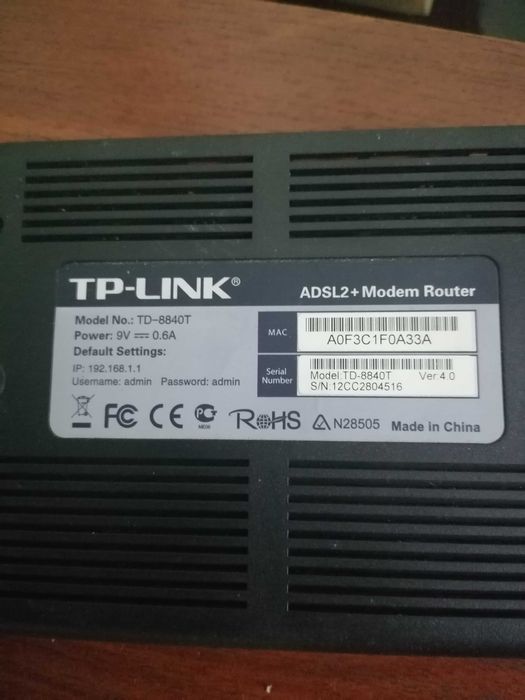 TP-LINK®
ADSL2+Modem Router
Model No.: TD-8840T
Power: 9V⎓0.6A
Default Settings:
IP: 192.168.1.1
Username: admin Password: admin
MAC
A0F3C1F0A33A
Serial
Number
Model:TD-8840T Ver:4.0
S/N:12CC2804516
FC CE PG RoHS N28505 Made in China
ME06